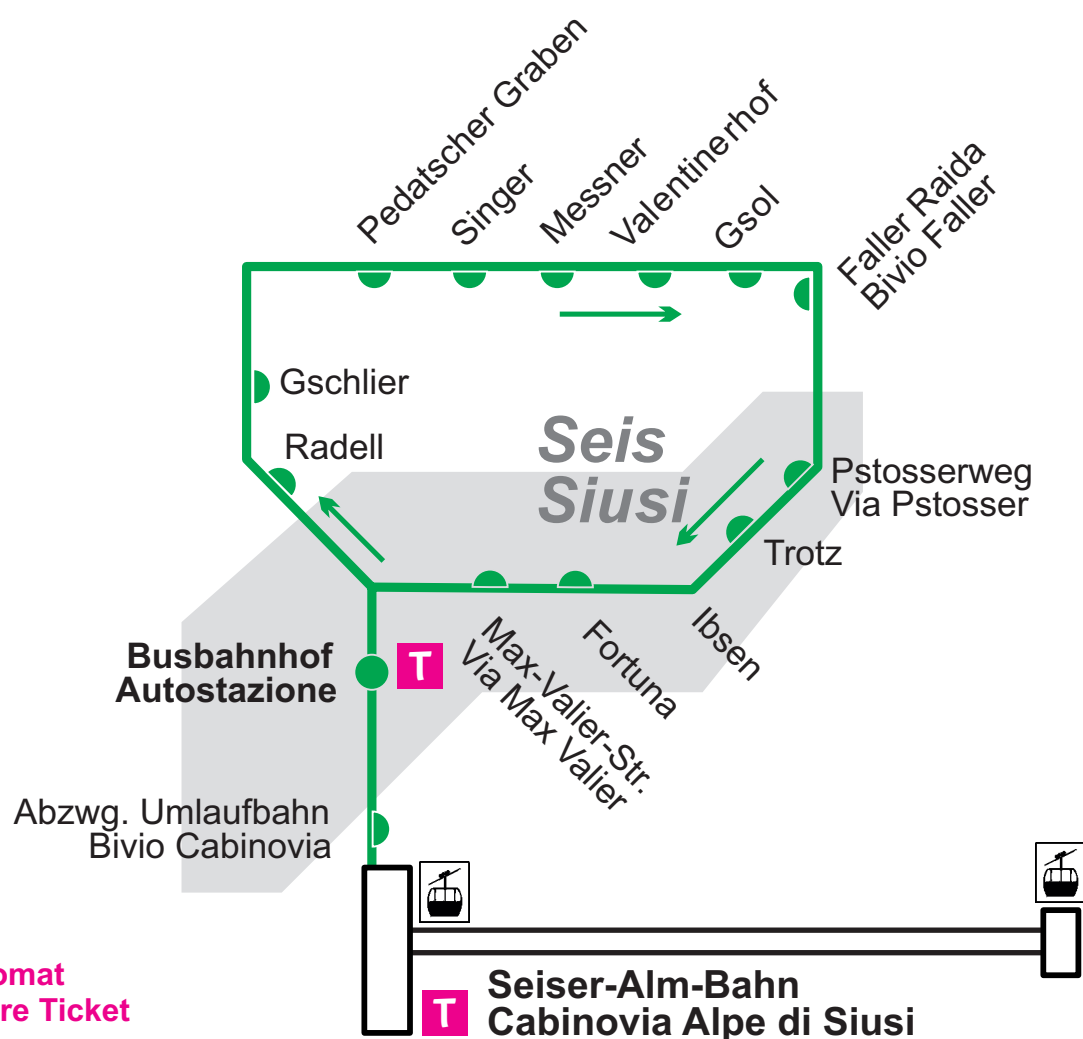 Pedatscher Graben
Singer
Messner
Valentinerhof
Gsol
Faller Raida
Bivio Faller
Gschlier
Radell
Seis
Siusi
Pstosserweg
Via Pstosser
Trotz
Ibsen
Fortuna
Max-Valier-Str.
Via Max Valier
Busbahnhof
Autostazione
T
Abzwg. Umlaufbahn
Bivio Cabinovia
omat
re Ticket
T
Seiser-Alm-Bahn
Cabinovia Alpe di Siusi